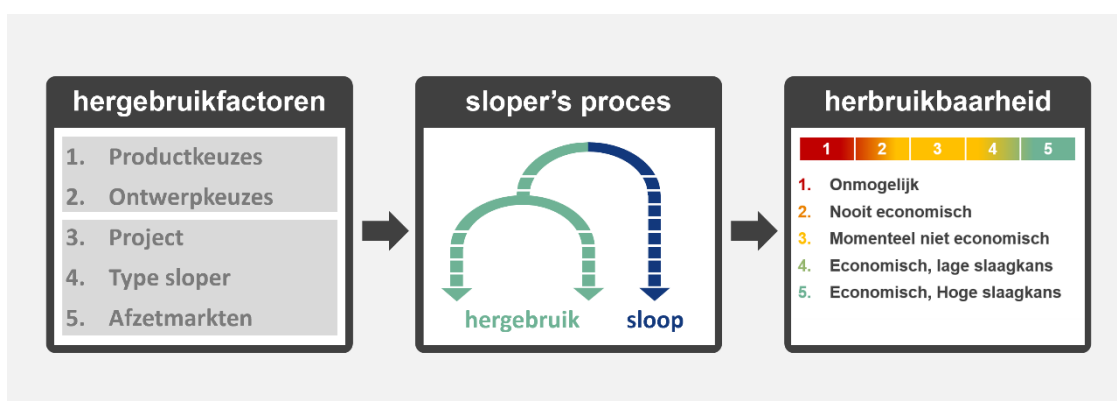 hergebruikfactoren
1. Productkeuzes
2. Ontwerpkeuzes
3. Project
4. Type sloper
5. Afzetmarkten
sloper's proces
hergebruik
sloop
herbruikbaarheid
1 2 3 4 5
1. Onmogelijk
2. Nooit economisch
3. Momenteel niet economisch
4. Economisch, lage slaagkans
5. Economisch, Hoge slaagkans